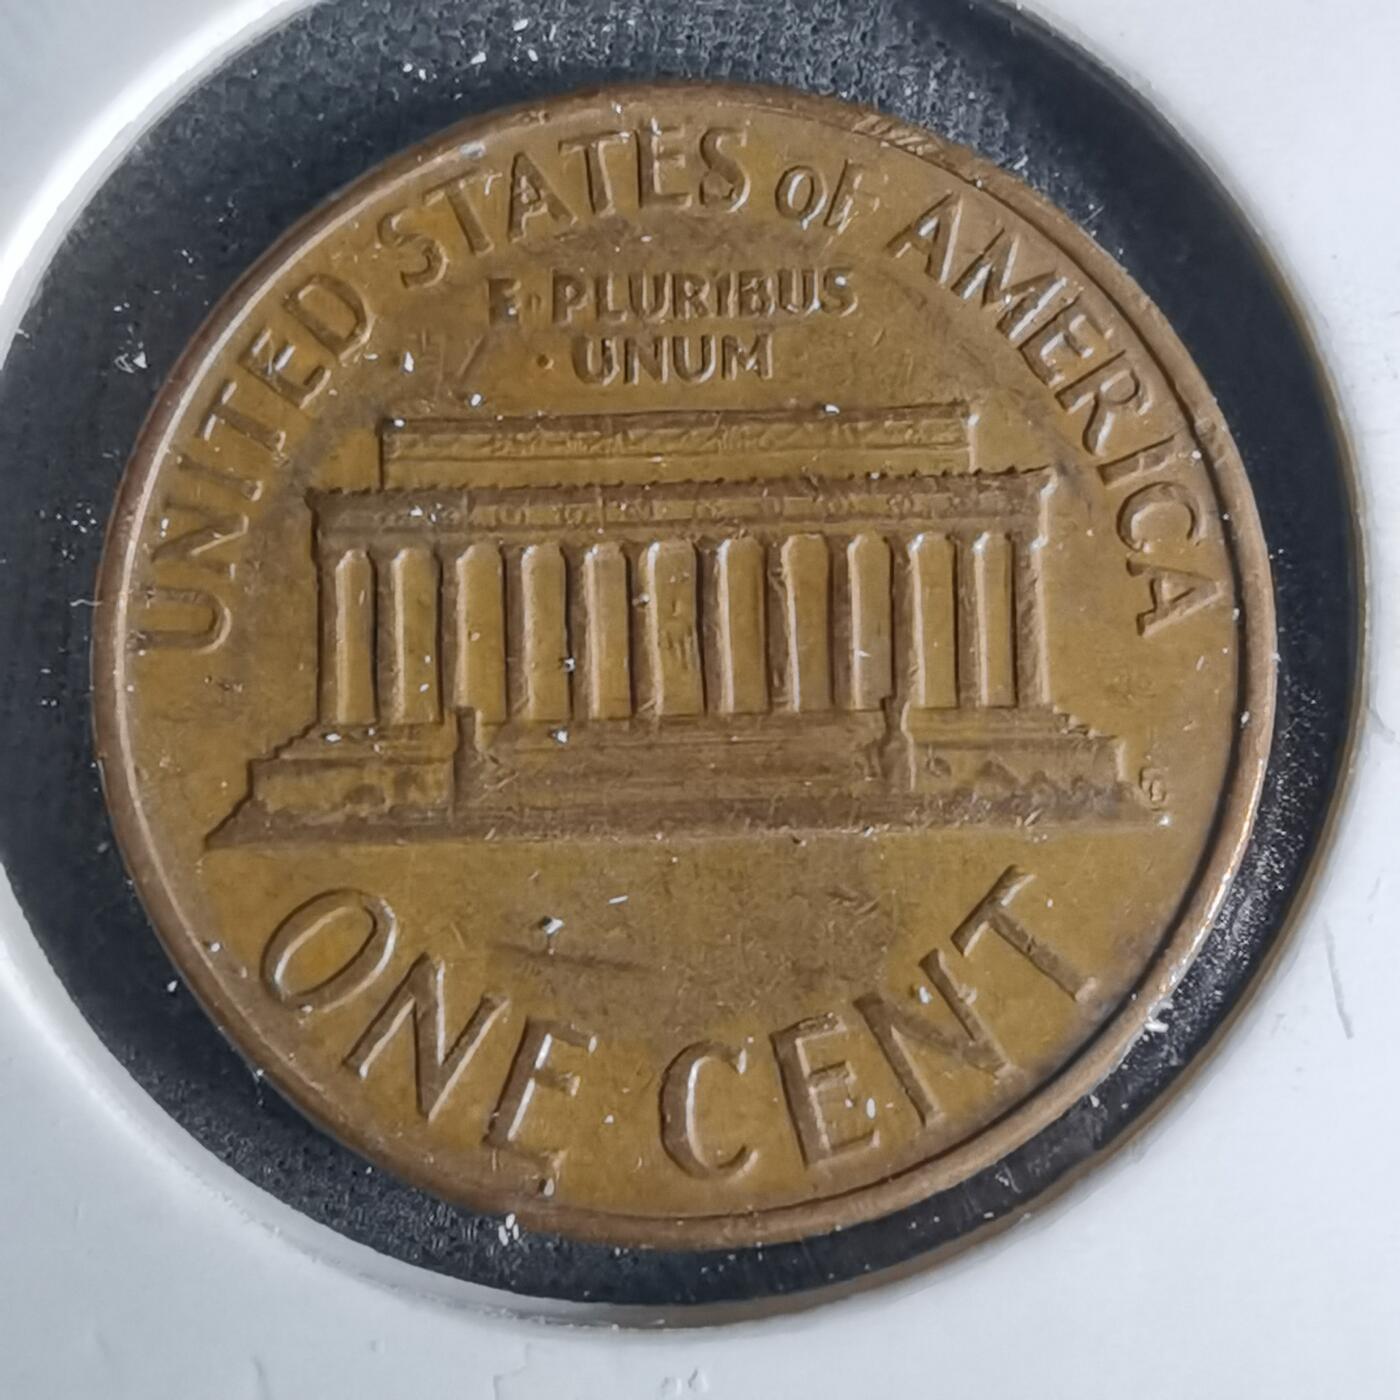 UNITED STATES of AMERICA
E·PLURIBUS
·UNUM
ONE CENT